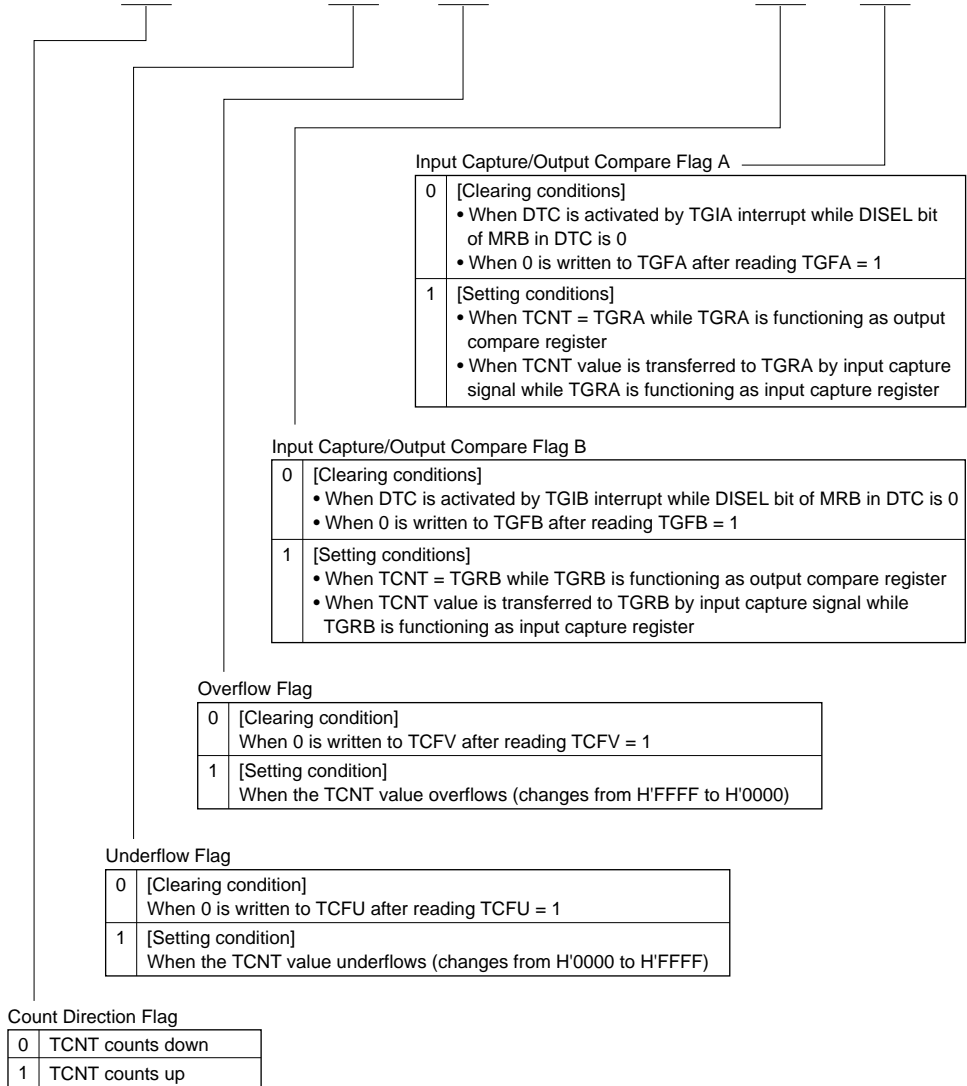 Input Capture/Output Compare Flag A
0 [Clearing conditions]
• When DTC is activated by TGIA interrupt while DISEL bit
of MRB in DTC is 0
• When 0 is written to TGFA after reading TGFA = 1
1 [Setting conditions]
• When TCNT = TGRA while TGRA is functioning as output
compare register
• When TCNT value is transferred to TGRA by input capture
signal while TGRA is functioning as input capture register
Input Capture/Output Compare Flag B
0 [Clearing conditions]
• When DTC is activated by TGIB interrupt while DISEL bit of MRB in DTC is 0
• When 0 is written to TGFB after reading TGFB = 1
1 [Setting conditions]
• When TCNT = TGRB while TGRB is functioning as output compare register
• When TCNT value is transferred to TGRB by input capture signal while
TGRB is functioning as input capture register
Overflow Flag
0 [Clearing condition]
When 0 is written to TCFV after reading TCFV = 1
1 [Setting condition]
When the TCNT value overflows (changes from H'FFFF to H'0000)
Underflow Flag
0 [Clearing condition]
When 0 is written to TCFU after reading TCFU = 1
1 [Setting condition]
When the TCNT value underflows (changes from H'0000 to H'FFFF)
Count Direction Flag
0 TCNT counts down
1 TCNT counts up